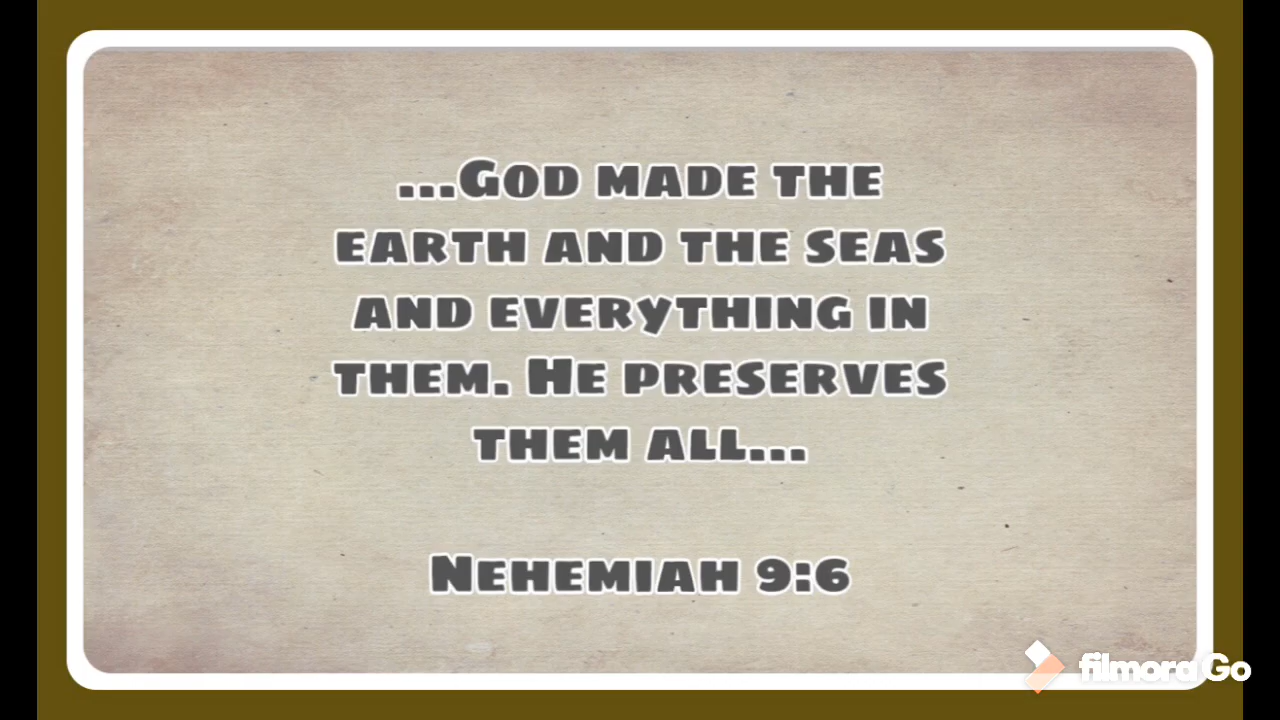 ...God made the
earth and the seas
and everything in
them. He preserves
them all...
Nehemiah 9:6
filmora Go